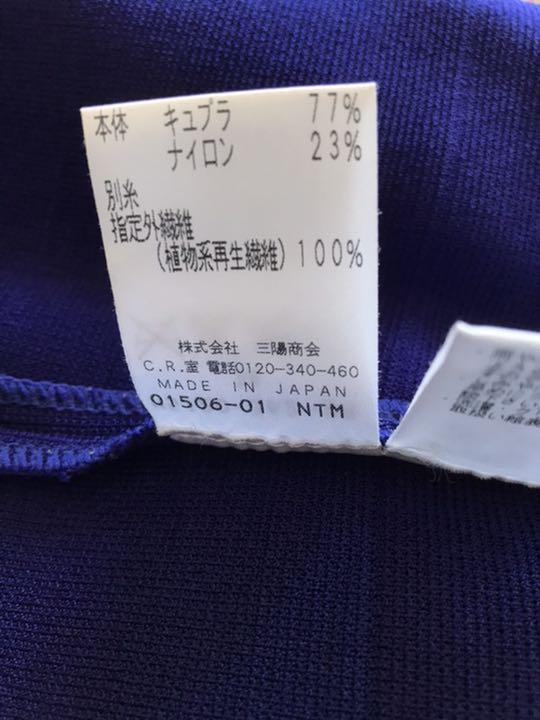 本体 キュプラ 77%
ナイロン 23%
別糸
指定外繊維
(植物系再生繊維) 100%
株式会社 三陽商会
C.R.室 電話0120-340-460
MADE IN JAPAN
01506-01 NTM